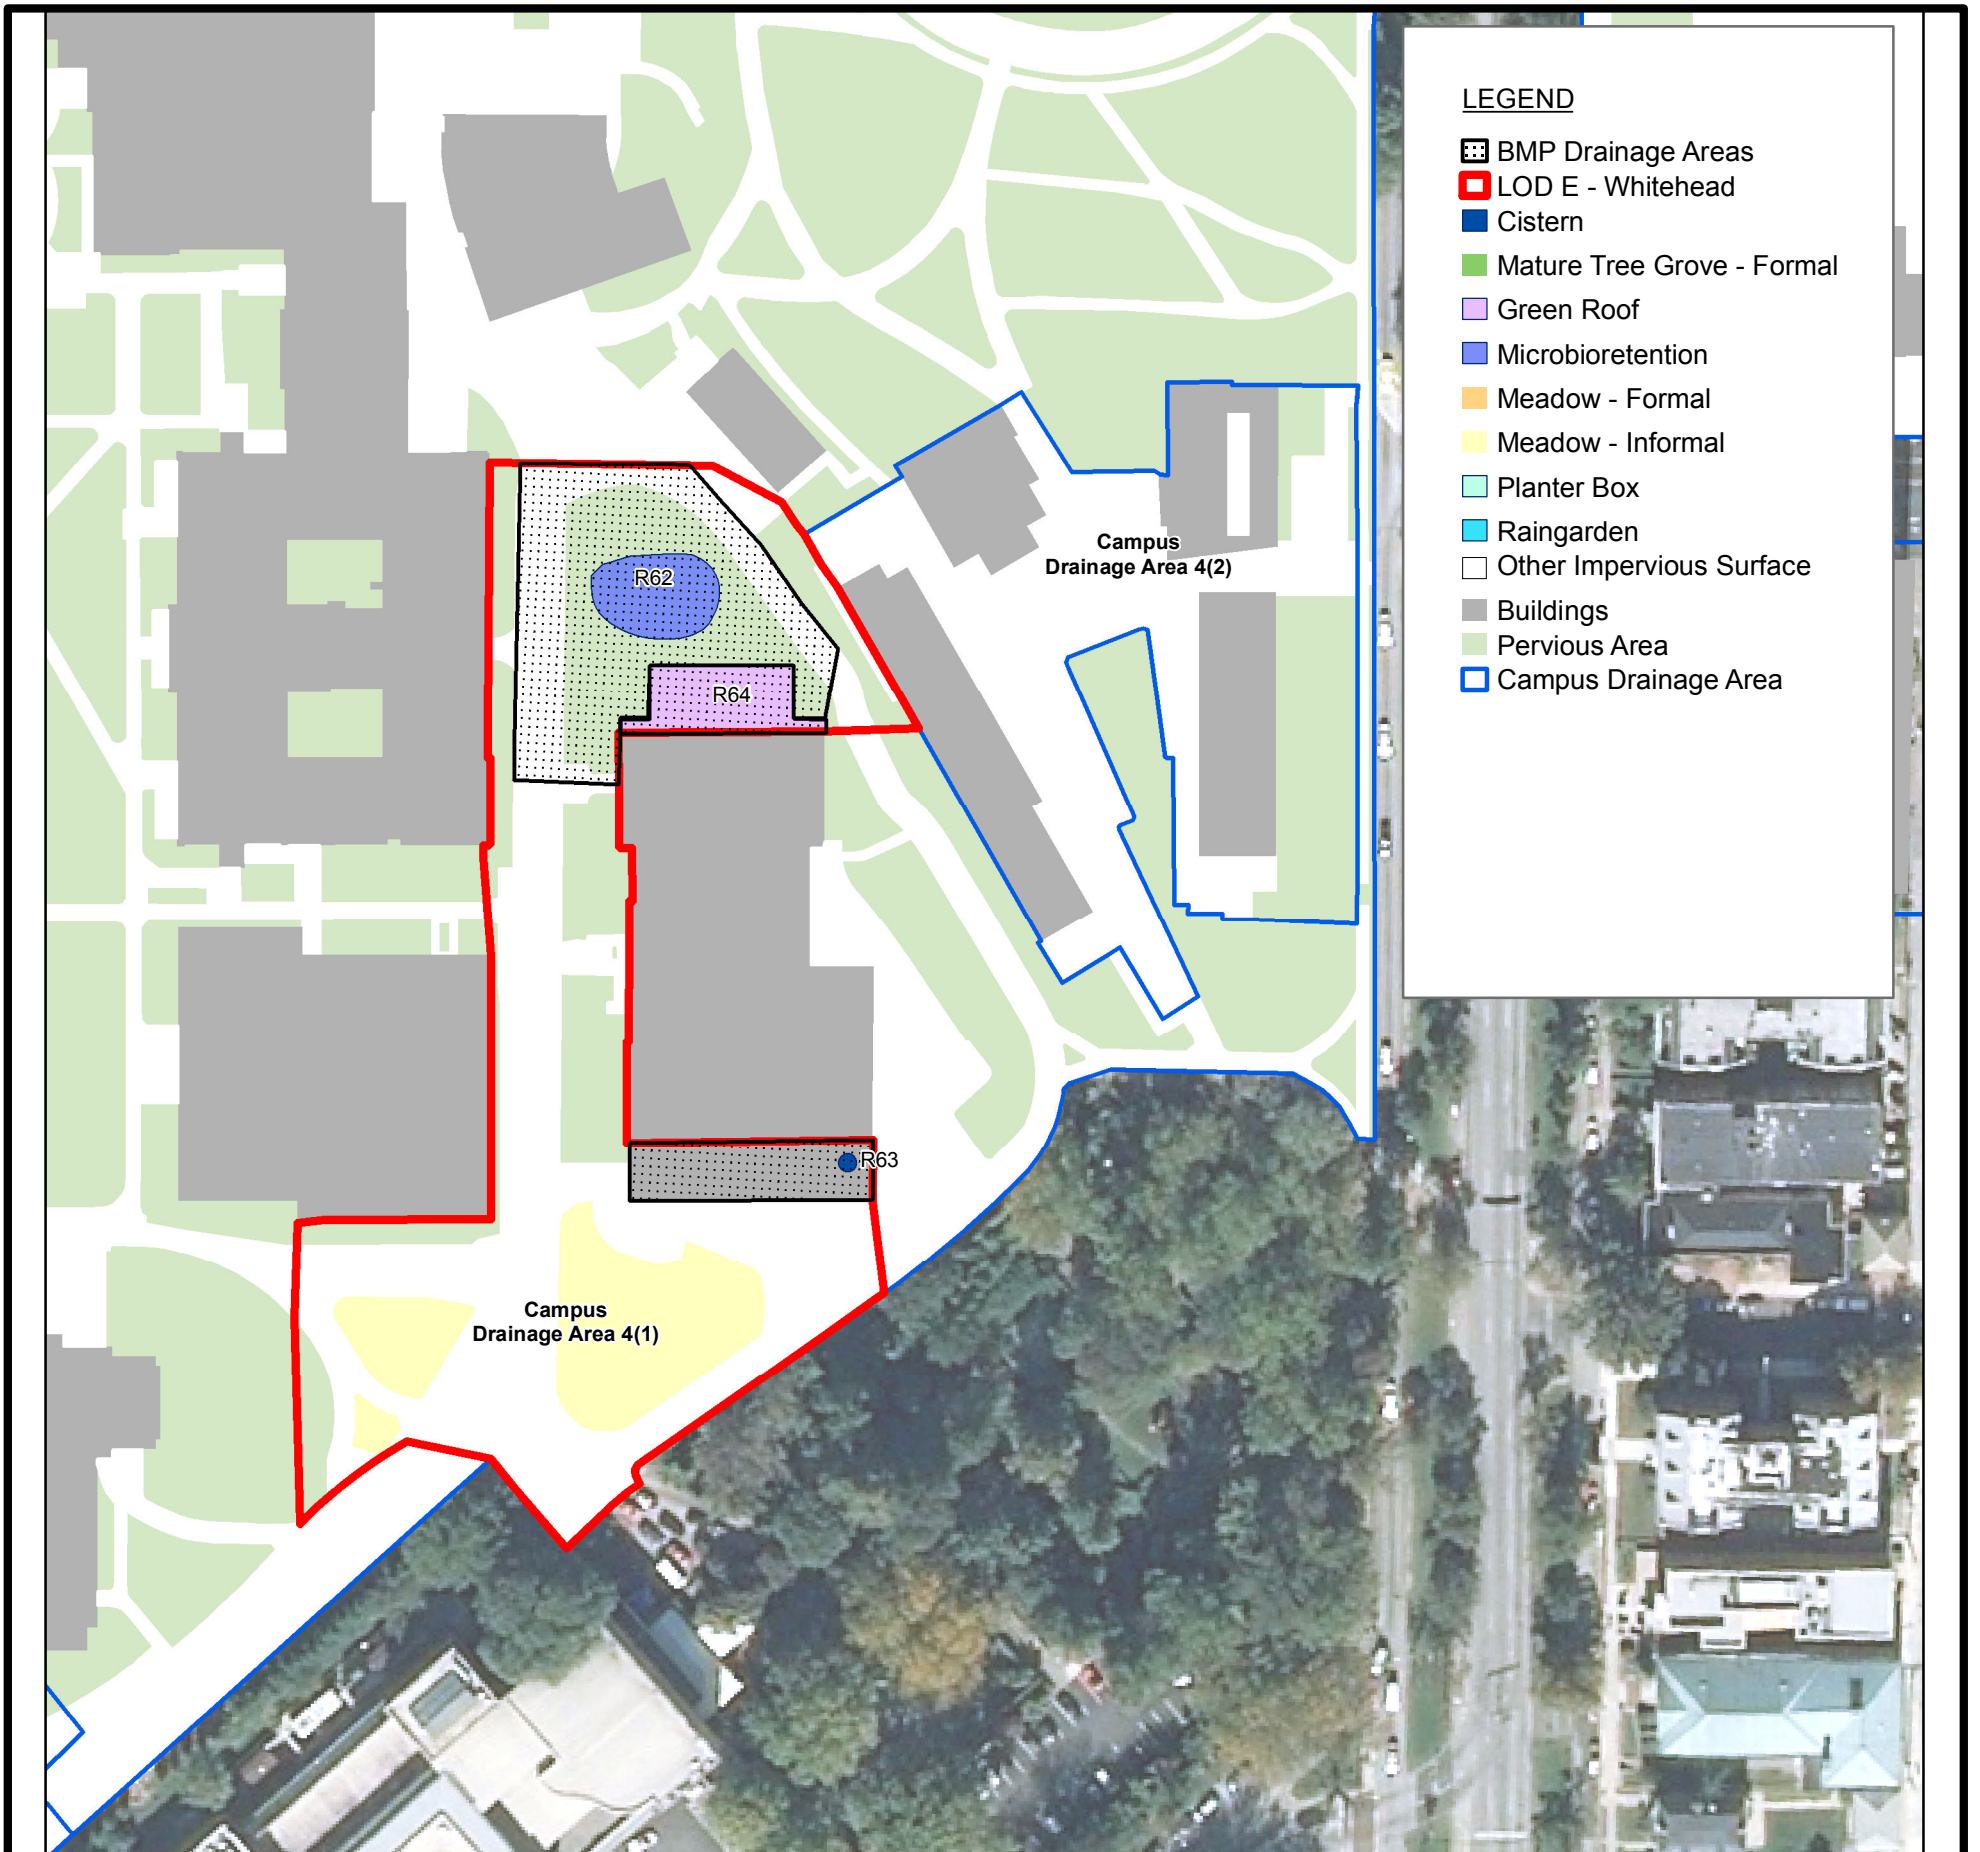 LEGEND
BMP Drainage Areas
LOD E - Whitehead
Cistern
Mature Tree Grove - Formal
Green Roof
Microbioretention
Meadow - Formal
Meadow - Informal
Planter Box
Raingarden
Other Impervious Surface
Buildings
Pervious Area
Campus Drainage Area
Campus
Drainage Area 4(2)
R62
R64
R63
Campus
Drainage Area 4(1)